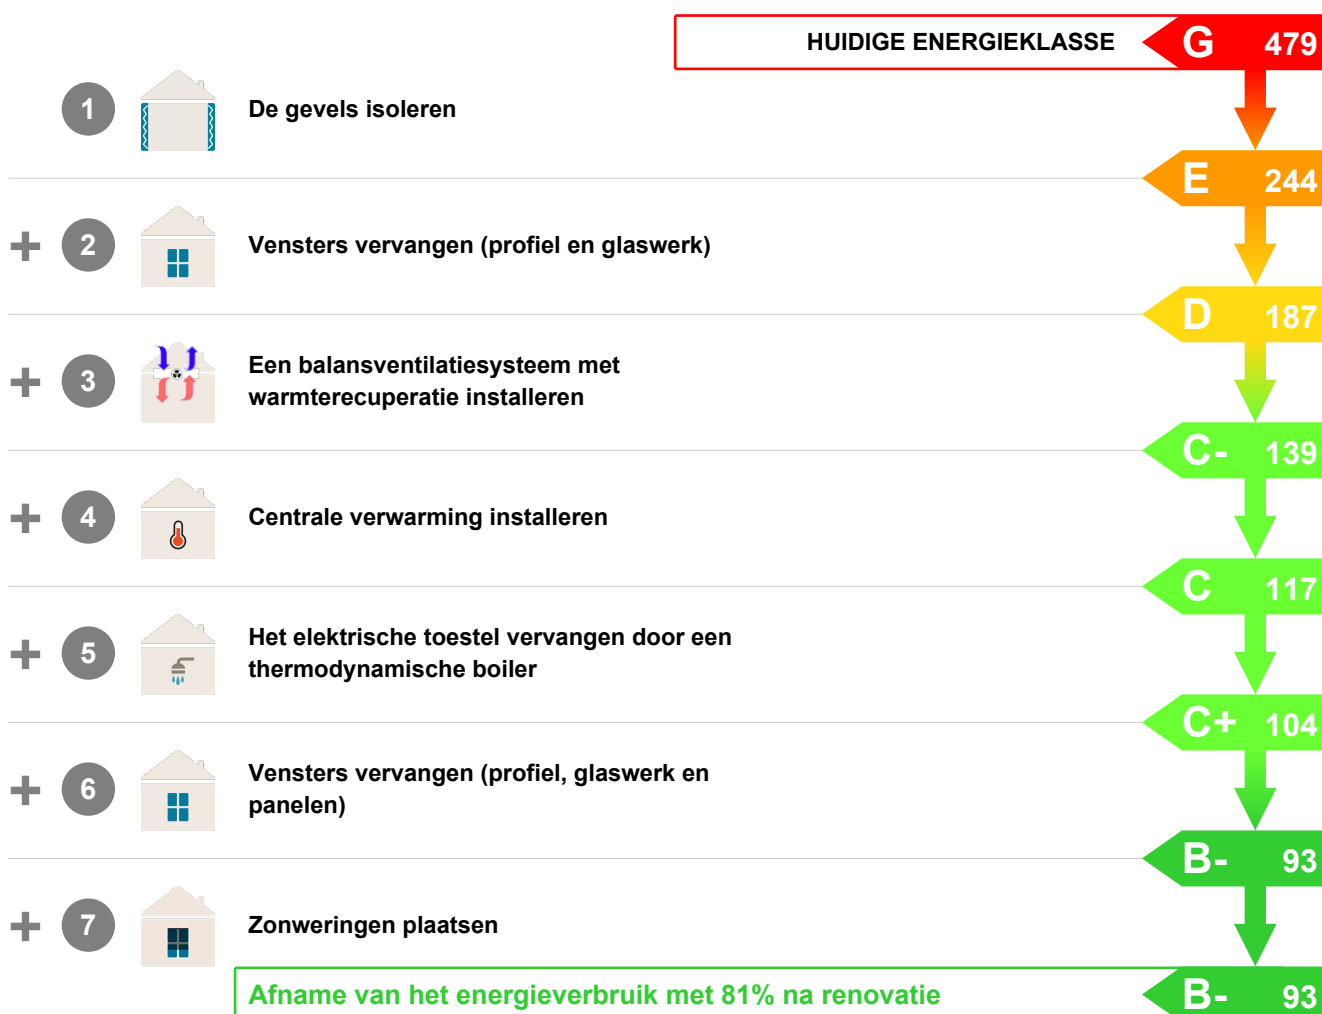 HUIDIGE ENERGIEKLASSE G 479
1 De gevels isoleren
E 244
+ 2 Vensters vervangen (profiel en glaswerk)
D 187
+ 3 Een balansventilatiesysteem met
warmterecuperatie installeren
C- 139
+ 4 Centrale verwarming installeren
C 117
+ 5 Het elektrische toestel vervangen door een
thermodynamische boiler
C+ 104
+ 6 Vensters vervangen (profiel, glaswerk en
panelen)
B- 93
+ 7 Zonweringen plaatsen
Afname van het energieverbruik met 81% na renovatie B- 93